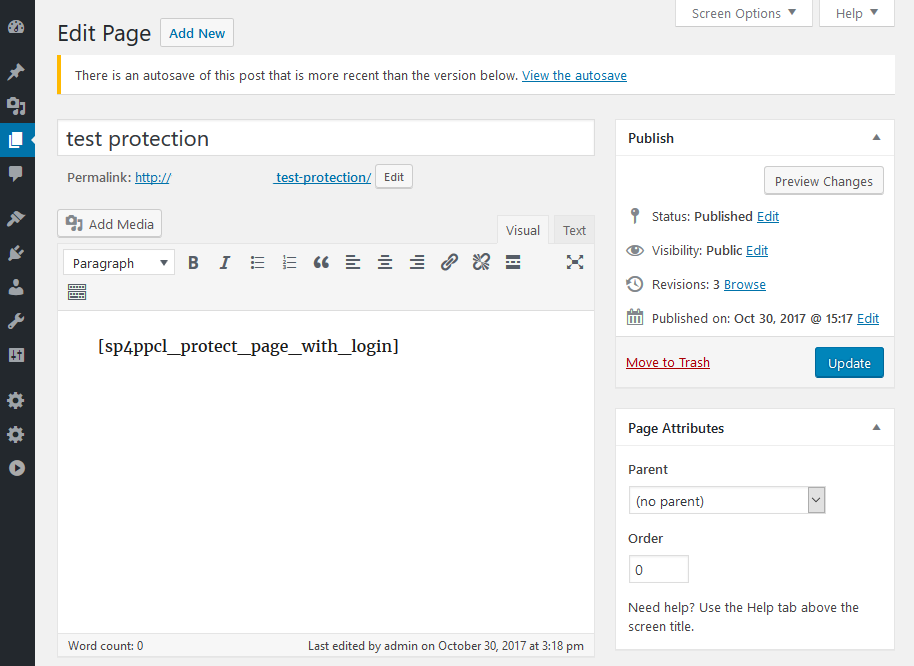 Screen Options Help
Edit Page Add New
There is an autosave of this post that is more recent than the version below. View the autosave
test protection
Permalink: http:// test-protection/ Edit
Add Media
Visual Text
Paragraph B I
[sp4ppcl_protect_page_with_login]
Word count: 0 Last edited by admin on October 30, 2017 at 3:18 pm
Publish
Preview Changes
Status: Published Edit
Visibility: Public Edit
Revisions: 3 Browse
Published on: Oct 30, 2017 @ 15:17 Edit
Move to Trash Update
Page Attributes
Parent
(no parent)
Order
0
Need help? Use the Help tab above the
screen title.